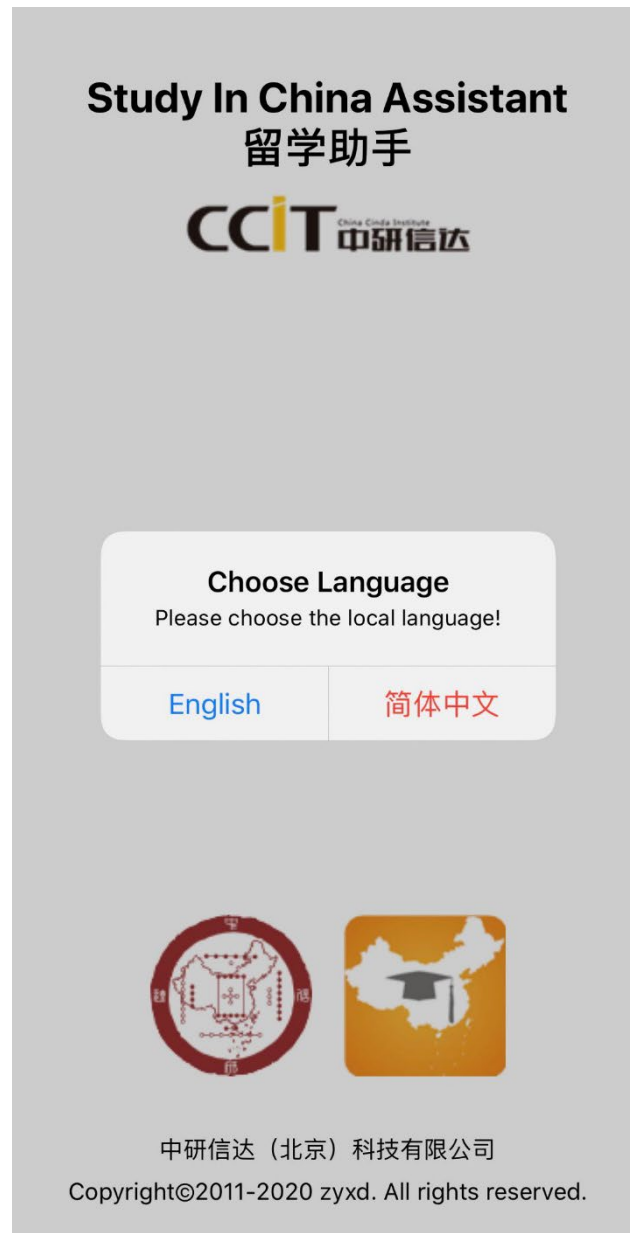 Study In China Assistant
留学助手
CCiT
China Cinda Institute
中研信达
Choose Language
Please choose the local language!
English
简体中文
中研信达（北京）科技有限公司
Copyright©2011-2020 zyxd. All rights reserved.